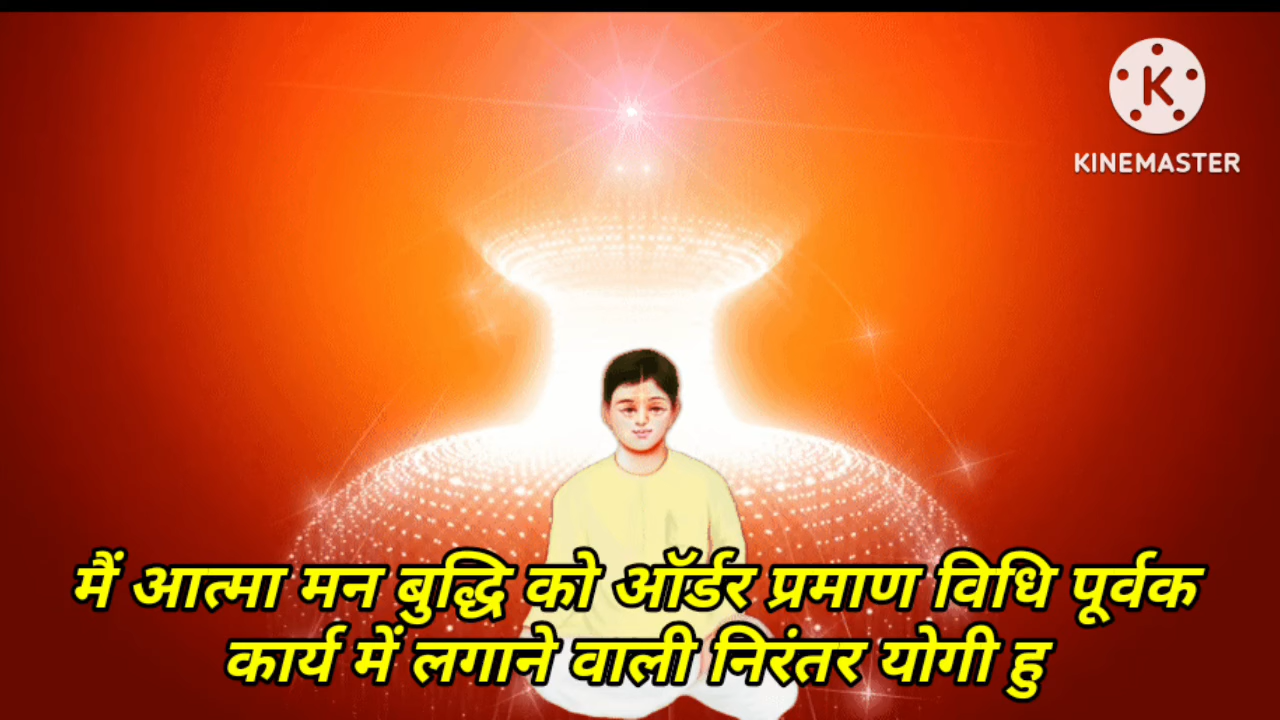 K
KINEMASTER
मैं आत्मा मन बुद्धि को ऑर्डर प्रमाण विधि पूर्वक
कार्य में लगाने वाली निरंतर योगी हु